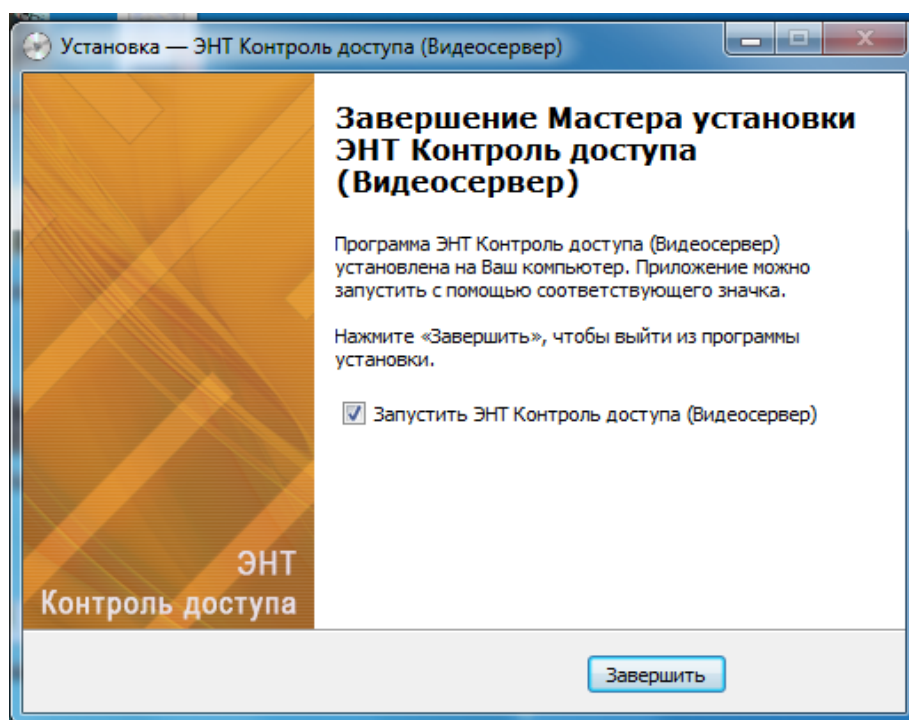 Установка — ЭНТ Контроль доступа (Видеосервер)
Завершение Мастера установки
ЭНТ Контроль доступа
(Видеосервер)
Программа ЭНТ Контроль доступа (Видеосервер)
установлена на Ваш компьютер. Приложение можно
запустить с помощью соответствующего значка.
Нажмите «Завершить», чтобы выйти из программы
установки.
Запустить ЭНТ Контроль доступа (Видеосервер)
ЭНТ
Контроль доступа
Завершить